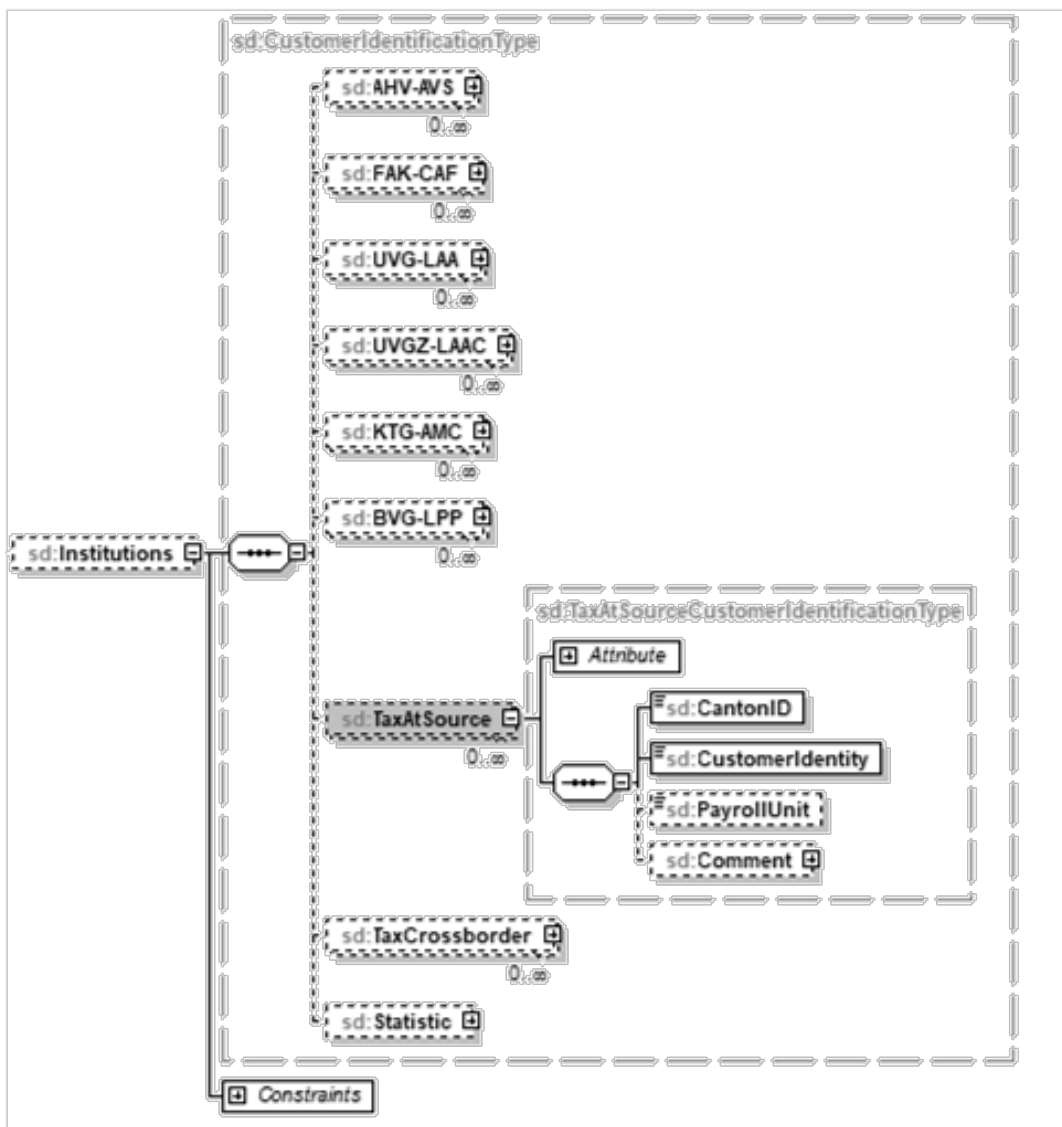 sd:CustomerIdentificationType
sd:AHV-AVS
0..∞
sd:FAK-CAF
0..∞
sd:UVG-LAA
0..∞
sd:UVGZ-LAAC
0..∞
sd:KTG-AMC
0..∞
sd:BVG-LPP
0..∞
sd:Institutions
sd:TaxAtSourceCustomerIdentificationType
Attribute
sd:TaxAtSource
0..∞
sd:CantonID
sd:CustomerIdentity
sd:PayrollUnit
sd:Comment
sd:TaxCrossborder
0..∞
sd:Statistic
Constraints